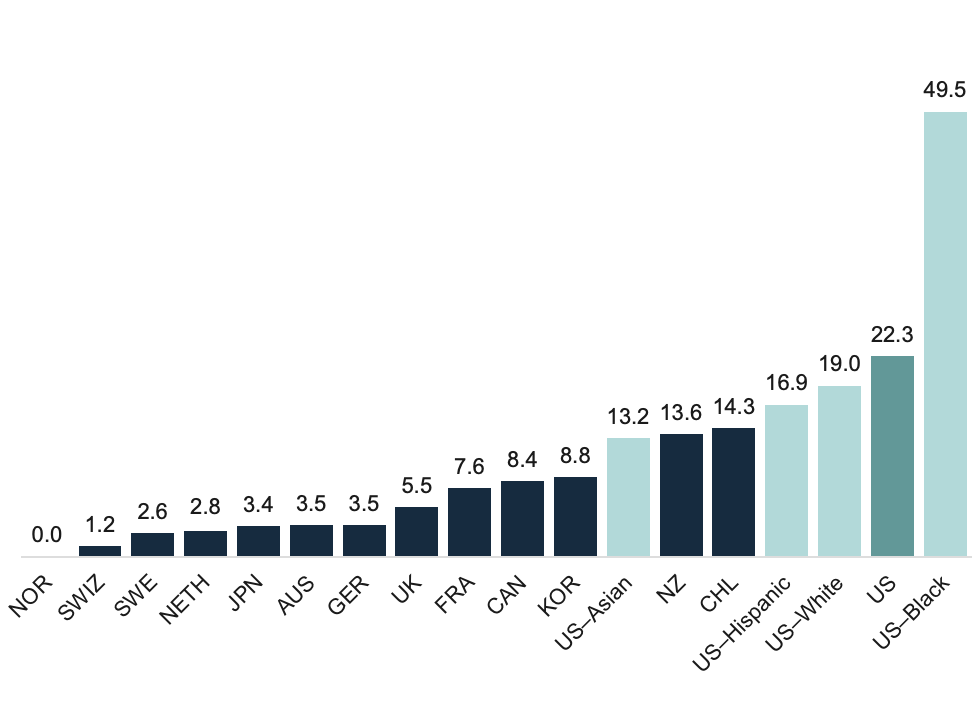 49.5
22.3
19.0
16.9
14.3
13.6
13.2
8.8
8.4
7.6
5.5
3.5
3.5
3.4
2.8
2.6
1.2
0.0
NOR
SWIZ
SWE
NETH
JPN
AUS
GER
UK
FRA
CAN
KOR
US–Asian
NZ
CHL
US–Hispanic
US–White
US
US–Black